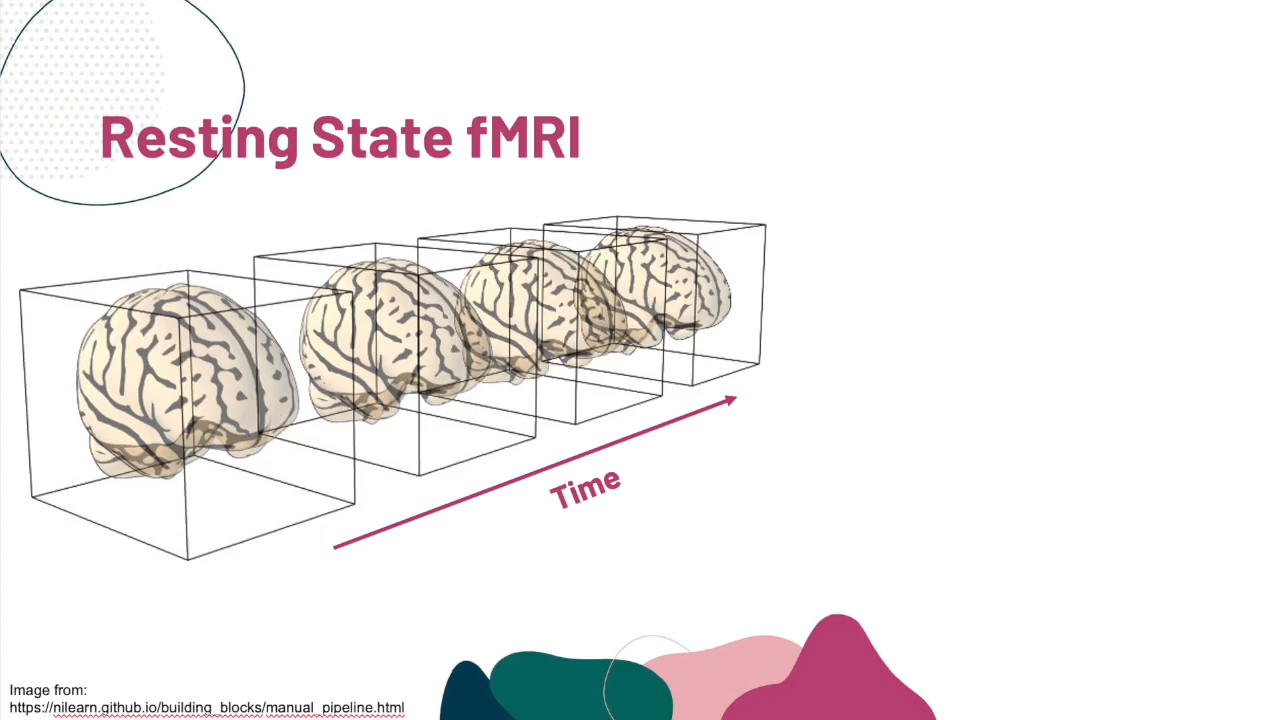 Resting State fMRI
Time
Image from:
https://nilearn.github.io/building_blocks/manual_pipeline.html